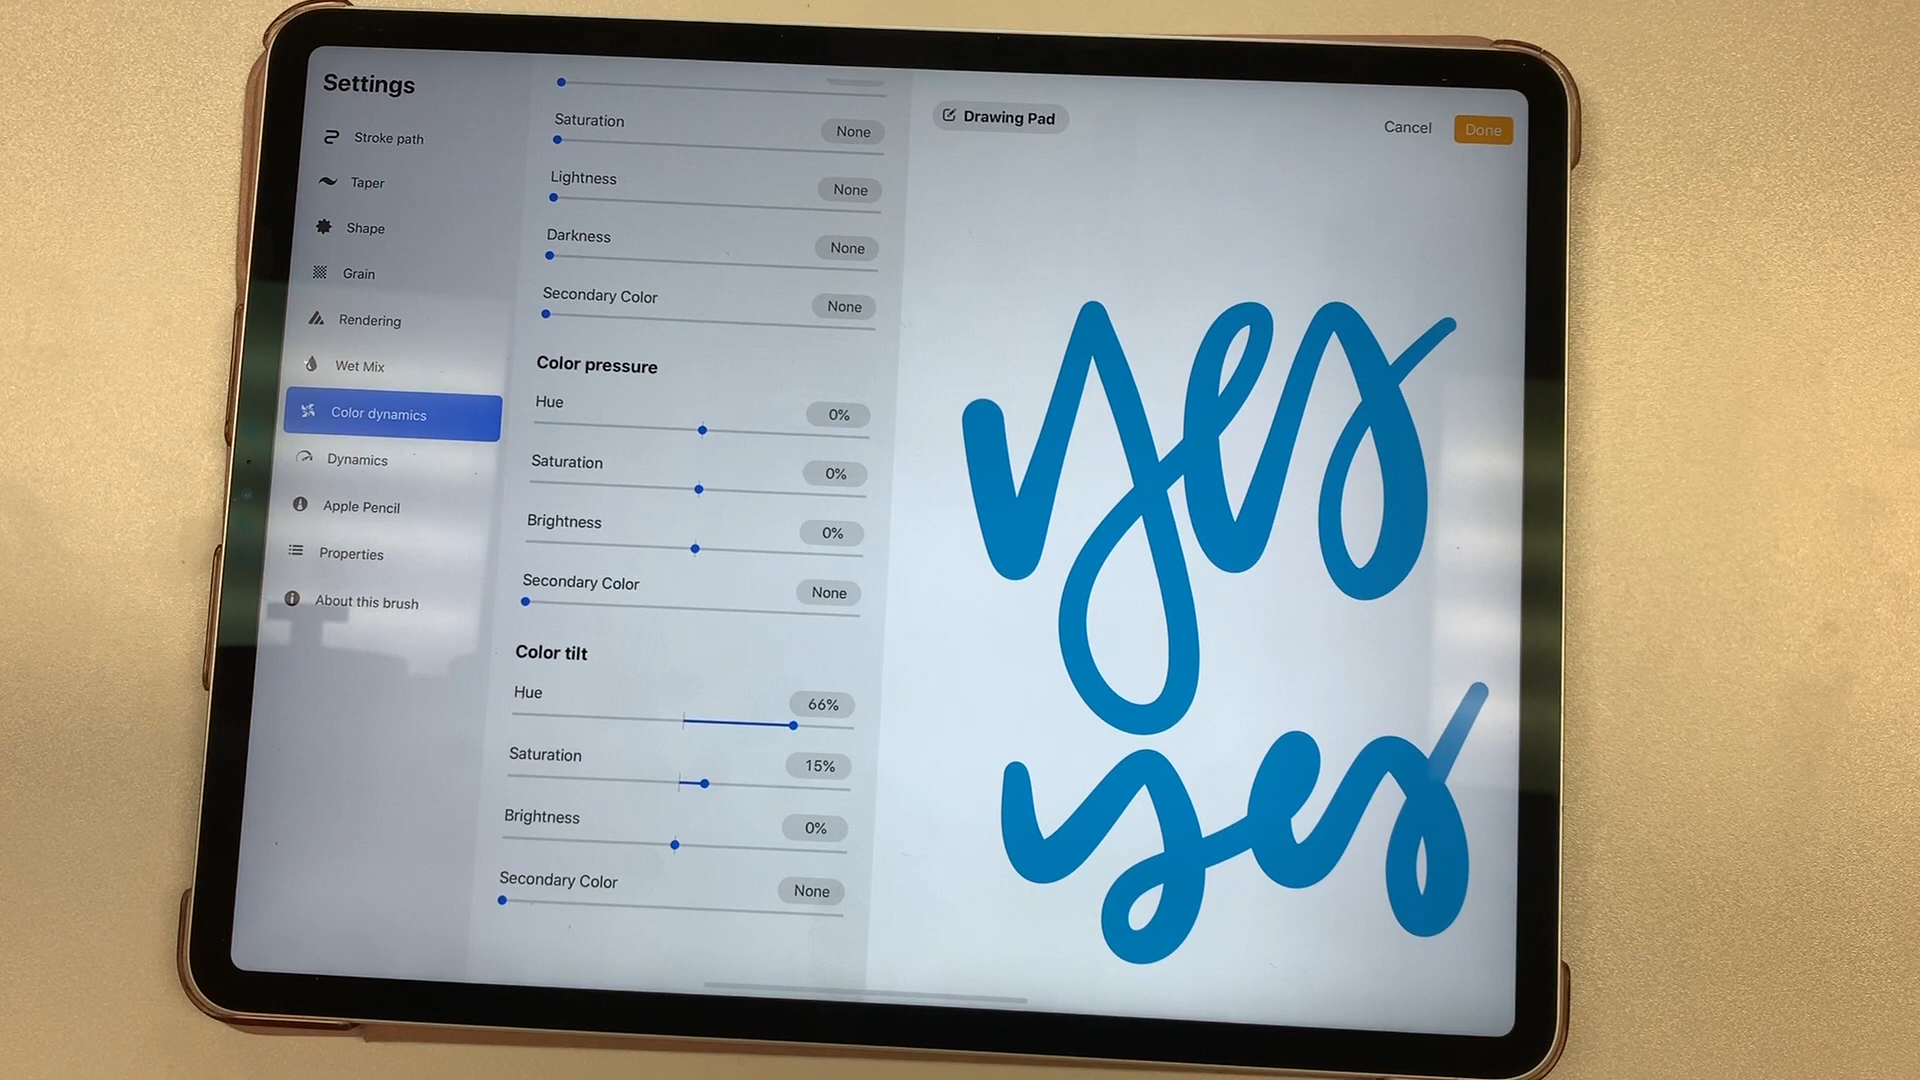 Settings
Stroke path
Taper
Shape
Grain
Rendering
Wet Mix
Color dynamics
Dynamics
Apple Pencil
Properties
About this brush
Saturation None
Lightness None
Darkness None
Secondary Color None
Color pressure
Hue 0%
Saturation 0%
Brightness 0%
Secondary Color None
Color tilt
Hue 66%
Saturation 15%
Brightness 0%
Secondary Color None
Drawing Pad
Cancel Done
yes
yes